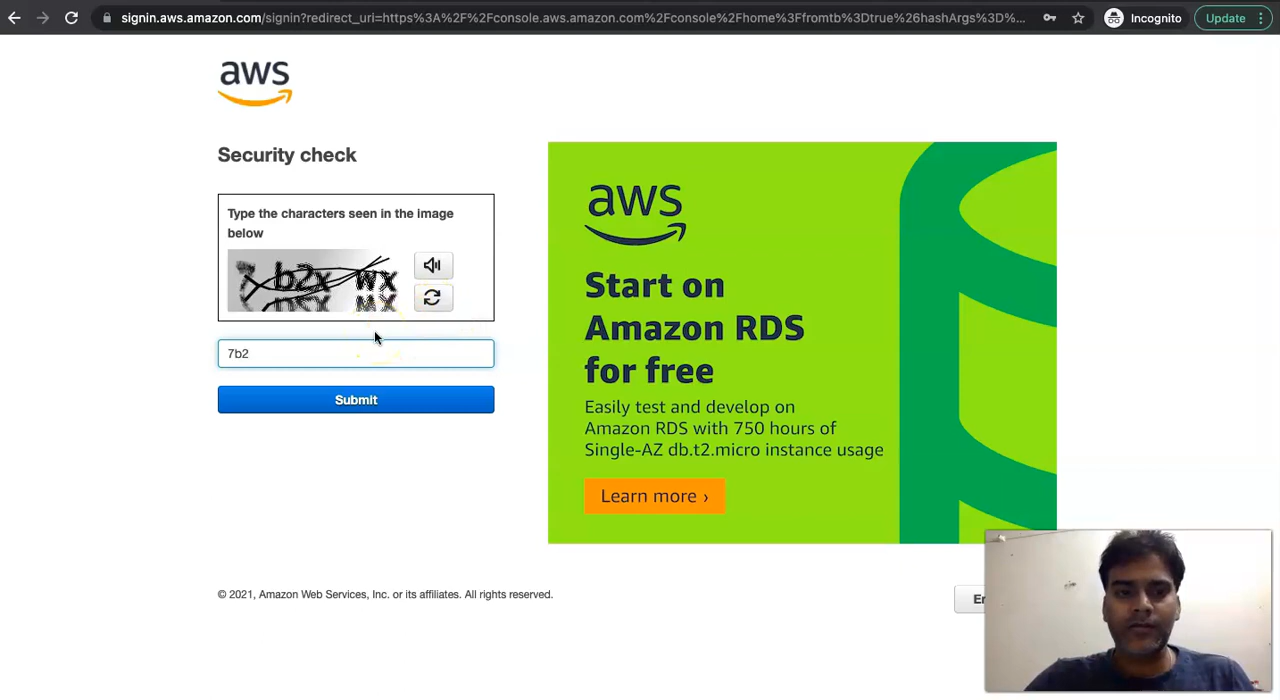 signin.aws.amazon.com/signin?redirect_uri=https%3A%2F%2Fconsole.aws.amazon.com%2Fconsole%2Fhome%3Ffromtb%3Dtrue%26hashArgs%3D%...
Incognito
Update
aws
Security check
Type the characters seen in the image
below
7b2
Submit
aws
Start on
Amazon RDS
for free
Easily test and develop on
Amazon RDS with 750 hours of
Single-AZ db.t2.micro instance usage
Learn more ›
© 2021, Amazon Web Services, Inc. or its affiliates. All rights reserved.